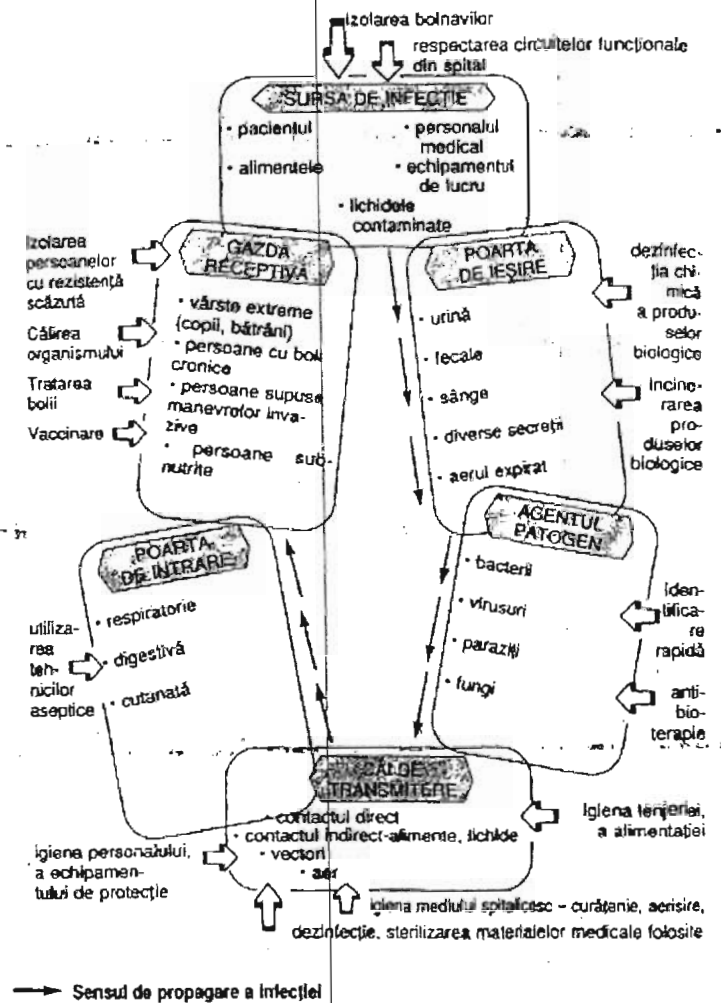 izolarea bolnavilor
respectarea circuitelor funcționale
din spital
SURSA DE INFECȚIE
• pacientul
• alimentele
• personalul
medical
• echipamentul
de lucru
• lichidele
contaminate
GAZDA
RECEPTIVĂ
• vârste extreme
(copii, bătrâni)
• persoane cu boli
cronice
• persoane supuse
manevrelor inva-
zive
• persoane sub-
nutrite
Izolarea
persoanelor
cu rezistență
scăzută
Călirea
organismului
Tratarea
bolii
Vaccinare
POARTA
DE IEȘIRE
• urină
• fecale
• sânge
• diverse secreții
• aerul expirat
dezinfec-
ția chi-
mică
a produ-
selor
biologice
incine-
rarea
pro-
duselor
biologice
POARTA
DE INTRARE
• respiratorie
• digestivă
• cutanată
utiliza-
rea
teh-
nicilor
aseptice
AGENTUL
PATOGEN
• bacterii
• virusuri
• paraziți
• fungi
iden-
tifica-
re
rapidă
anti-
bio-
terapie
CĂI DE
TRANSMITERE
• contactul direct
• contactul indirect-alimente, lichide
• vectori
• aer
igiena personalului,
a echipamen-
tului de protecție
Igiena lenjeriei,
a alimentației
igiena mediului spitalicesc – curățenie, aerisire,
dezinfecție, sterilizarea materialelor medicale folosite
Sensul de propagare a infecției